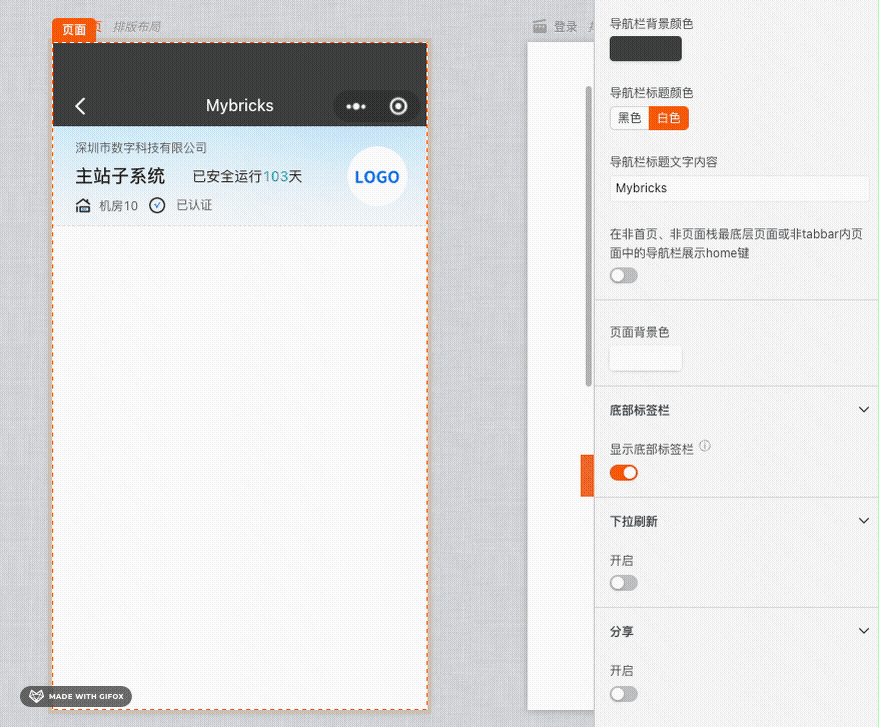 页面
页
排版布局
Mybricks
深圳市数字科技有限公司
主站子系统
已安全运行103天
LOGO
机房10
已认证
MADE WITH GIFOX
登录
导航栏背景颜色
导航栏标题颜色
黑色
白色
导航栏标题文字内容
Mybricks
在非首页、非页面栈最底层页面或非tabbar内页
面中的导航栏展示home键
页面背景色
底部标签栏
显示底部标签栏
下拉刷新
开启
分享
开启